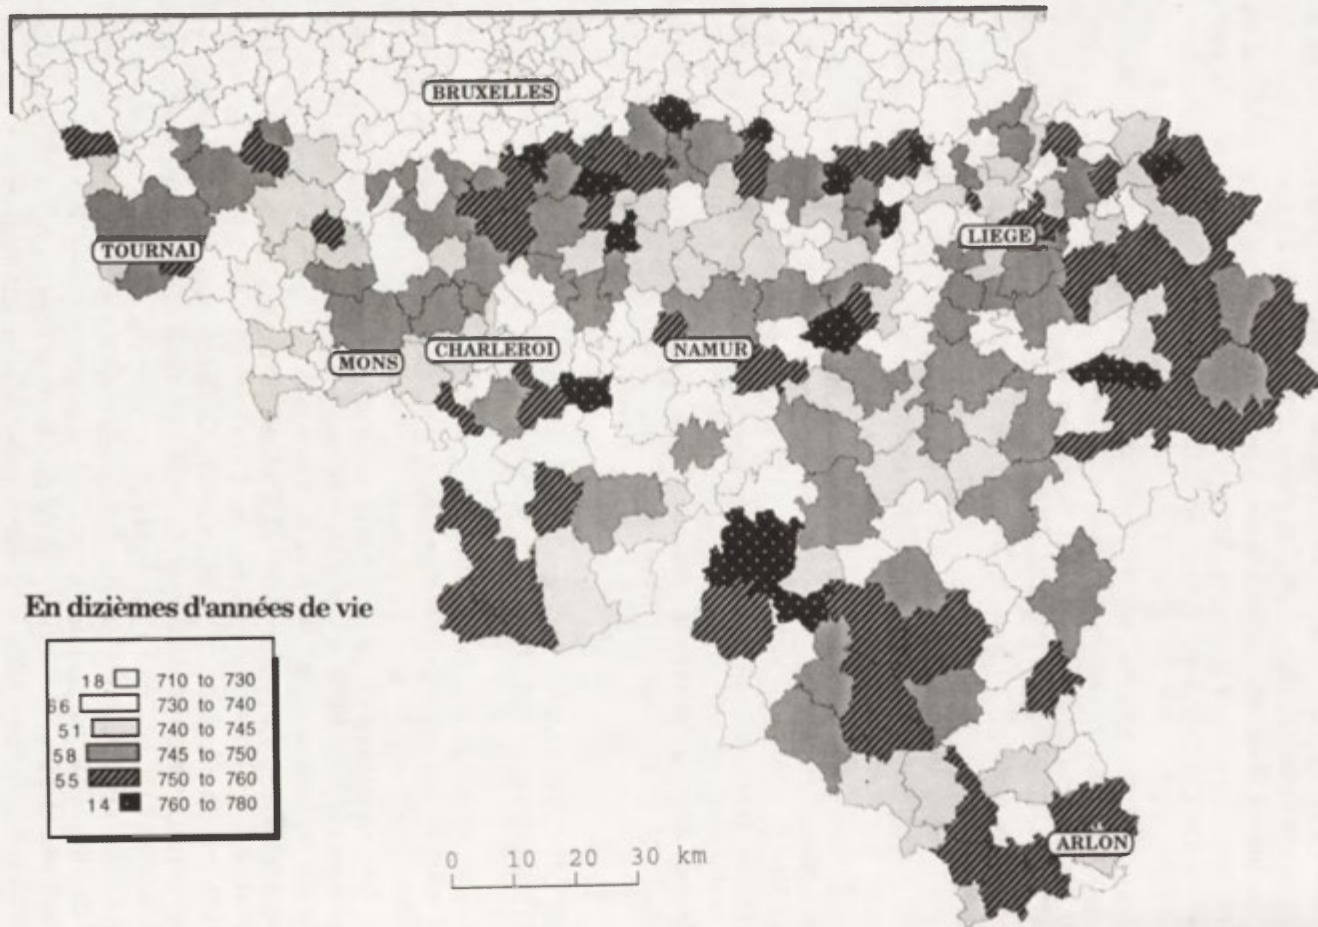 BRUXELLES
TOURNAI
LIEGE
MONS
CHARLEROI
NAMUR
En dizièmes d'années de vie
18 710 to 730
66 730 to 740
51 740 to 745
58 745 to 750
55 750 to 760
14 760 to 780
0 10 20 30 km
ARLON